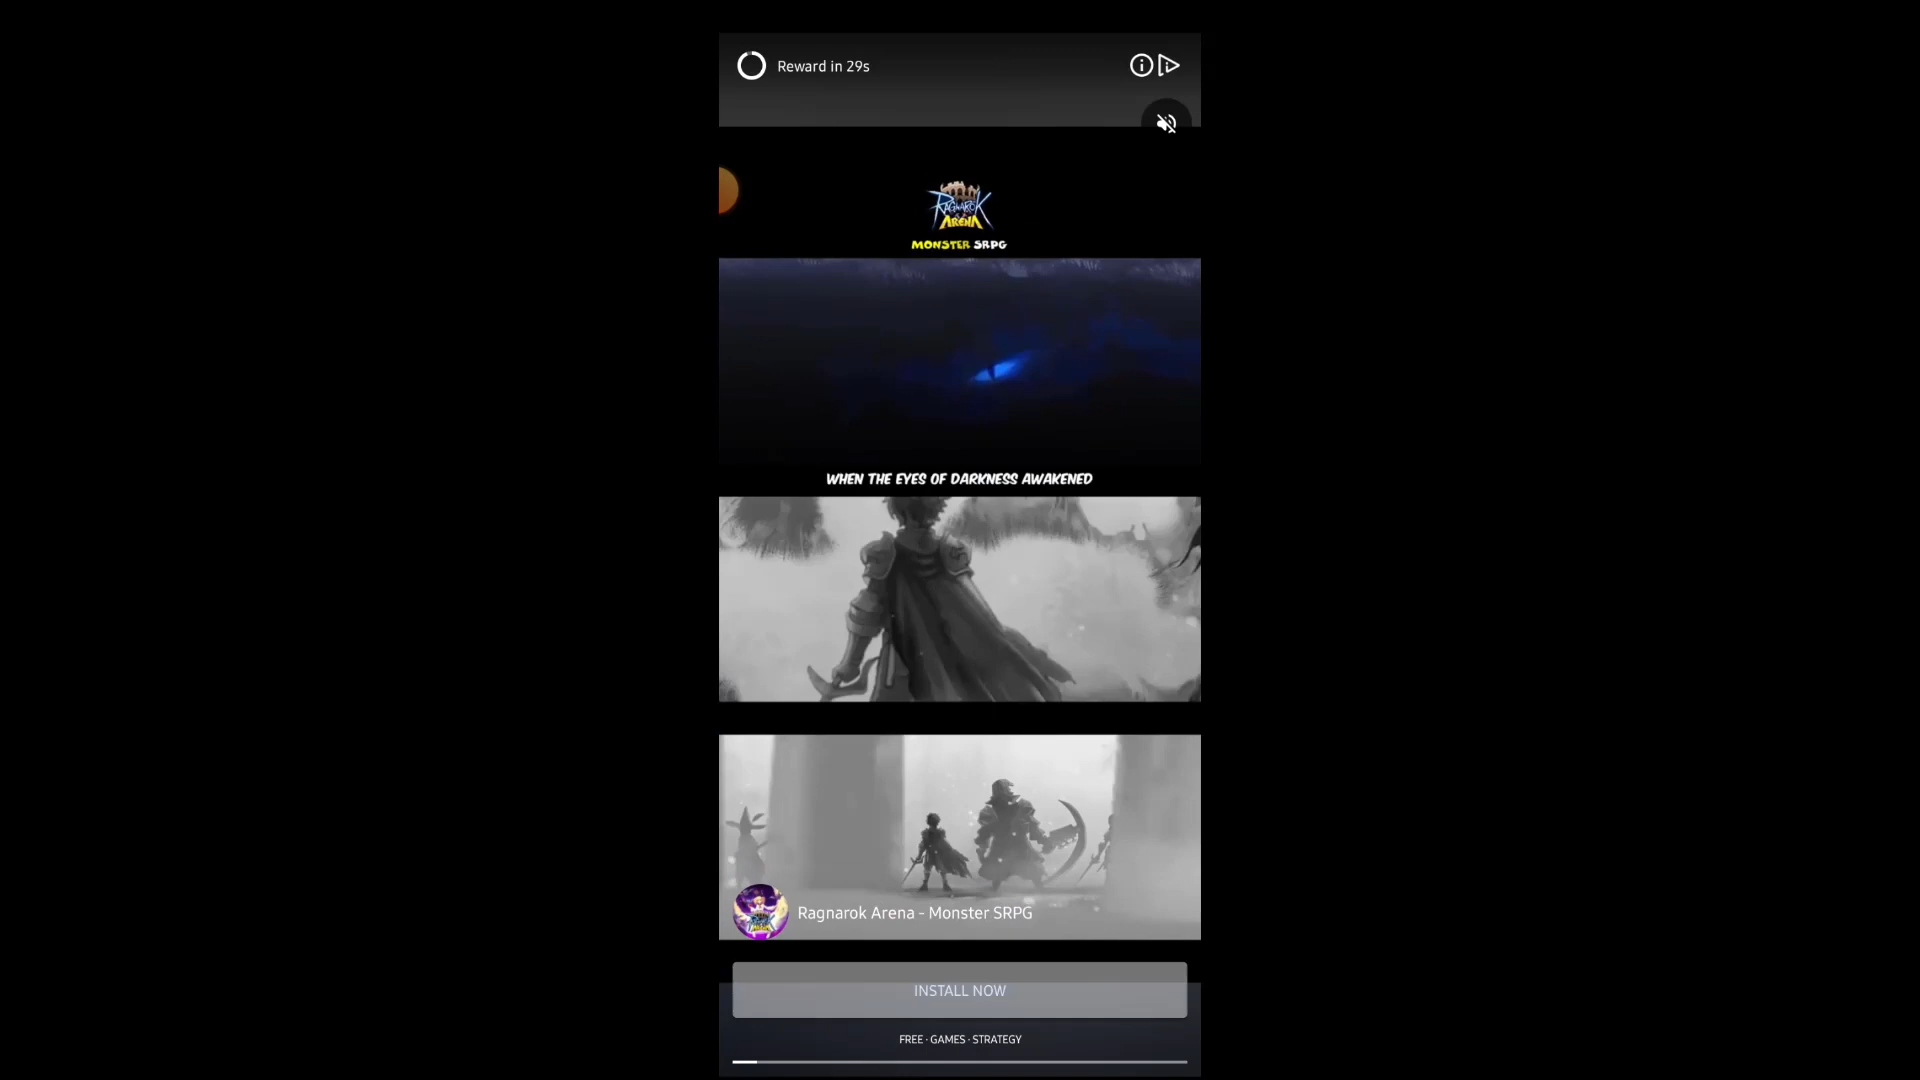 Reward in 29s
RAGNAROK
ARENA
MONSTER SRPG
WHEN THE EYES OF DARKNESS AWAKENED
Ragnarok Arena - Monster SRPG
INSTALL NOW
FREE · GAMES · STRATEGY